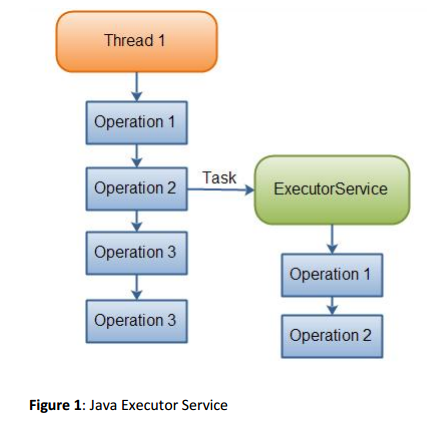 Thread 1
Operation 1
Operation 2
Task
ExecutorService
Operation 3
Operation 1
Operation 3
Operation 2
Figure 1: Java Executor Service